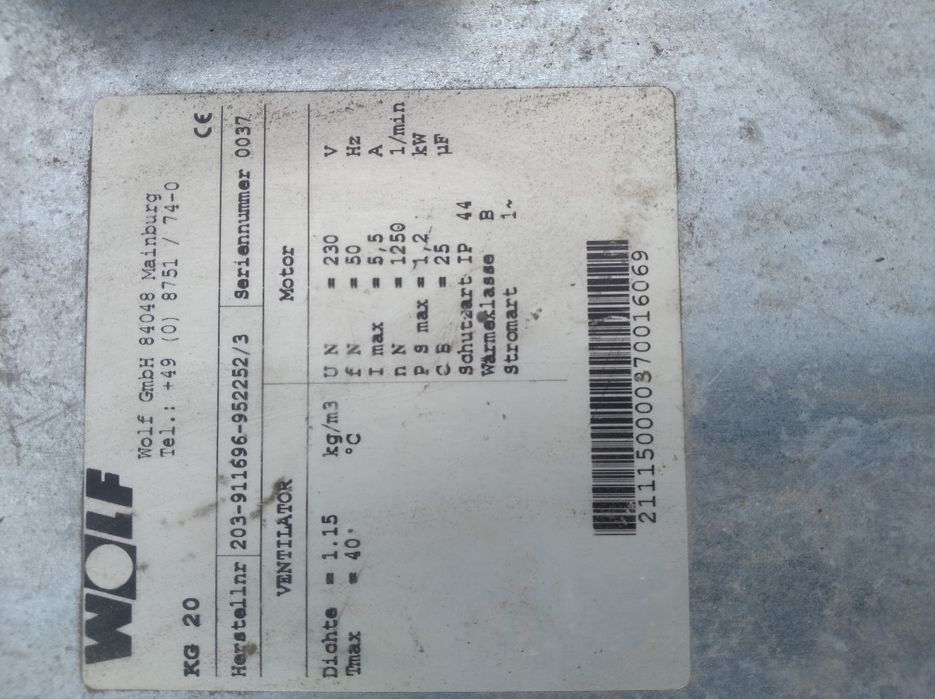 WOLF
Wolf GmbH 84048 Mainburg
Tel.: +49 (0) 8751 / 74-0
KG 20 CE
Herstellnr 203-911696-952252/3 Seriennummer 0037
VENTILATOR
Dichte = 1.15 kg/m3
Tmax = 40 °C
Motor
U N = 230 V
f N = 50 Hz
I max = 5,5 A
n N = 1250 1/min
P S max = 1,2 kW
C B = 25 µF
Schutzart IP 44
Wärmeklasse B
Stromart 1~
211150000370016069